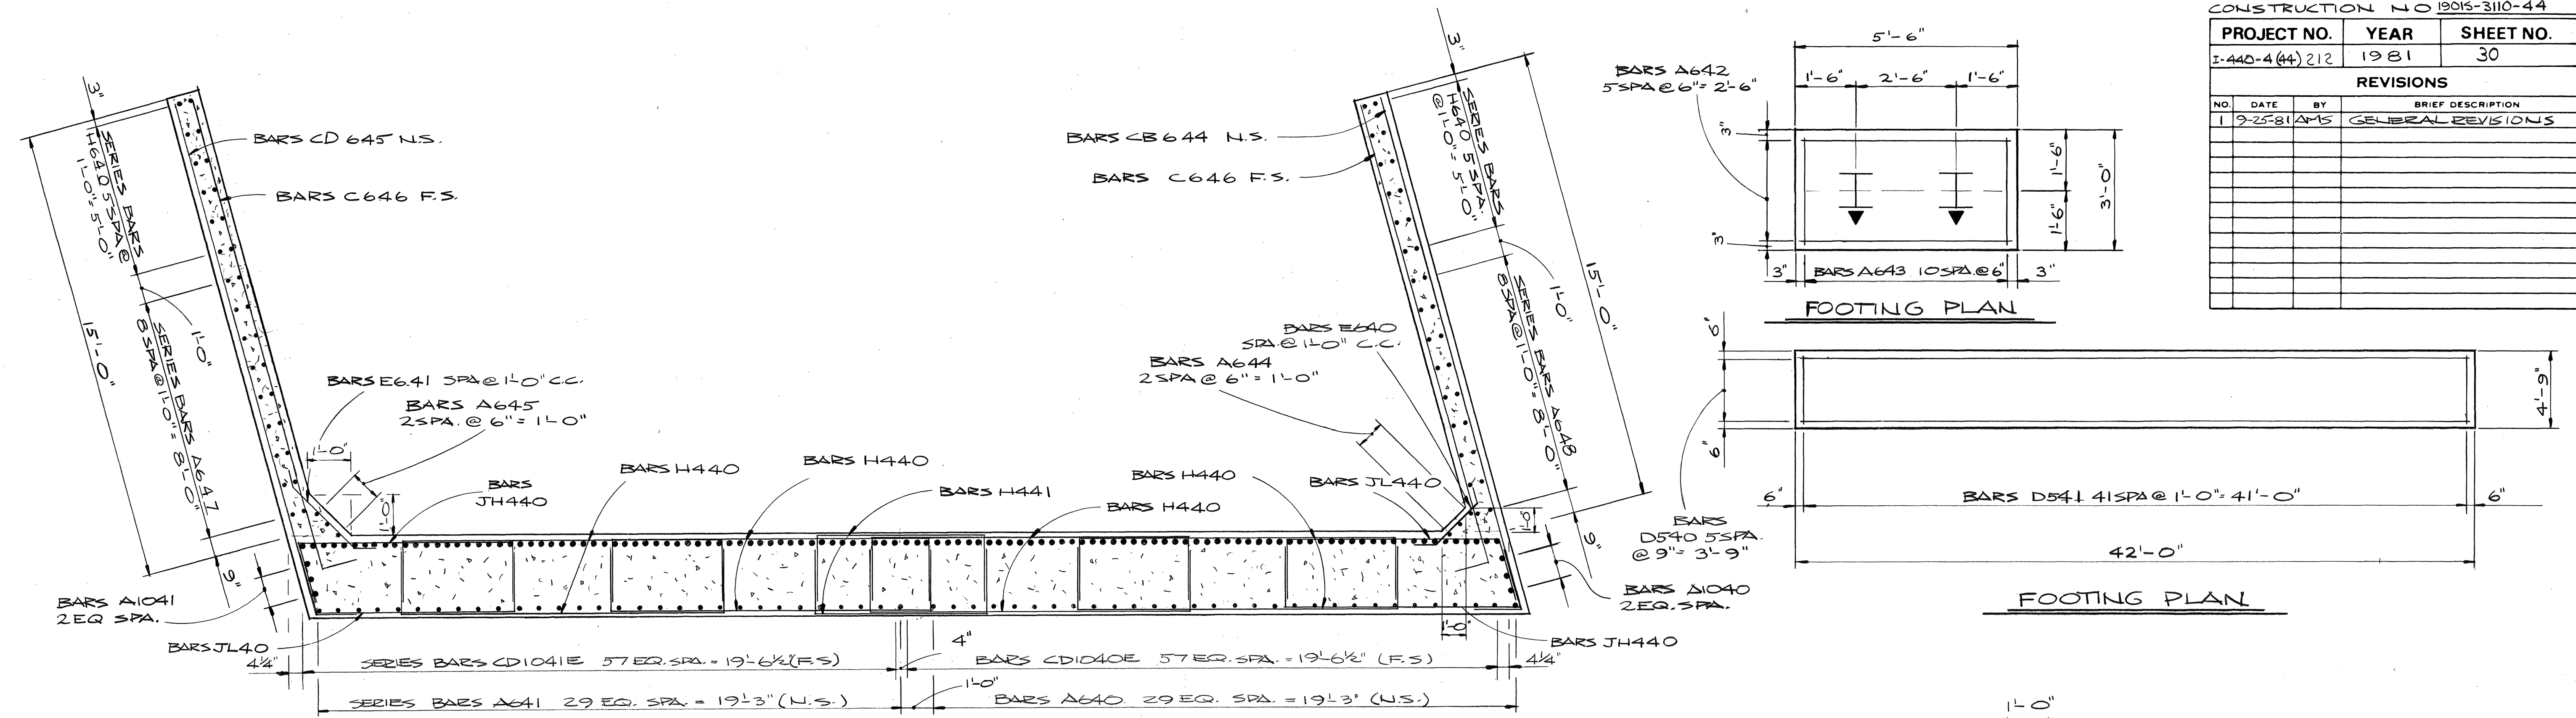 CONSTRUCTION NO 19015-3110-44
PROJECT NO. YEAR SHEET NO.
I-440-4(44)212 1981 30
REVISIONS
NO. DATE BY BRIEF DESCRIPTION
1 9-25-81 AMS GENERAL REVISIONS
3"
SERIES BARS
H640 5 SPA @
1'-0"= 5'-0"
15'-0"
1'-0"
SERIES BARS A647
8 SPA @ 1'-0"= 8'-0"
9"
BARS CD 645 N.S.
BARS C646 F.S.
BARS E641 SPA @ 1'-0" C.C.
BARS A645
2 SPA. @ 6" = 1'-0"
1'-0"
1'-0"
BARS
JH440
BARS H440
BARS H440
BARS H441
BARS H440
BARS H440
BARS JL440
BARS A1041
2 EQ SPA.
BARS JL40
4¼"
SERIES BARS CD1041E 57 EQ. SPA. = 19'-6½" (F.S)
4"
BARS CD1040E 57 EQ. SPA. = 19'-6½" (F.S)
4¼"
SERIES BARS A641 29 EQ. SPA. = 19'-3" (N.S.)
1'-0"
BARS A640 29 EQ. SPA. = 19'-3" (N.S.)
BARS CB644 N.S.
BARS C646 F.S.
3"
SERIES BARS
H640 5 SPA.
@ 1'-0"= 5'-0"
1'-0"
15'-0"
SERIES BARS A648
8 SPA @ 1'-0"= 8'-0"
9"
BARS E640
SPA. @ 1'-0" C.C.
BARS A644
2 SPA @ 6" = 1'-0"
1'-0"
1'-0"
BARS A1040
2 EQ. SPA.
BARS JH440
5'-6"
BARS A642
5 SPA @ 6"= 2'-6"
1'-6" 2'-6" 1'-6"
3"
3"
1'-6"
1'-6"
3'-0"
3" BARS A643 10 SPA. @ 6" 3"
FOOTING PLAN
6"
6"
4'-9"
BARS
D540 5 SPA.
@ 9"= 3'-9"
6" BARS D541 41 SPA @ 1'-0"= 41'-0" 6"
42'-0"
FOOTING PLAN
1'-0"